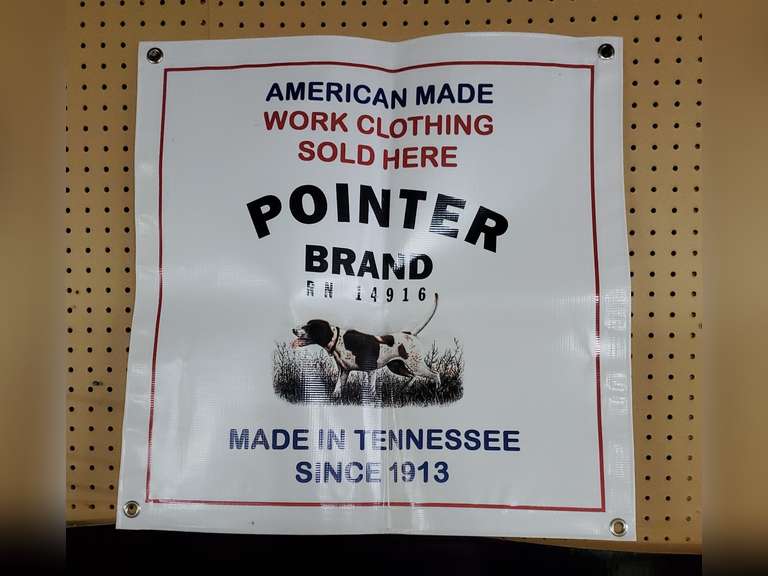 AMERICAN MADE
WORK CLOTHING
SOLD HERE
POINTER
BRAND
RN 14916
MADE IN TENNESSEE
SINCE 1913